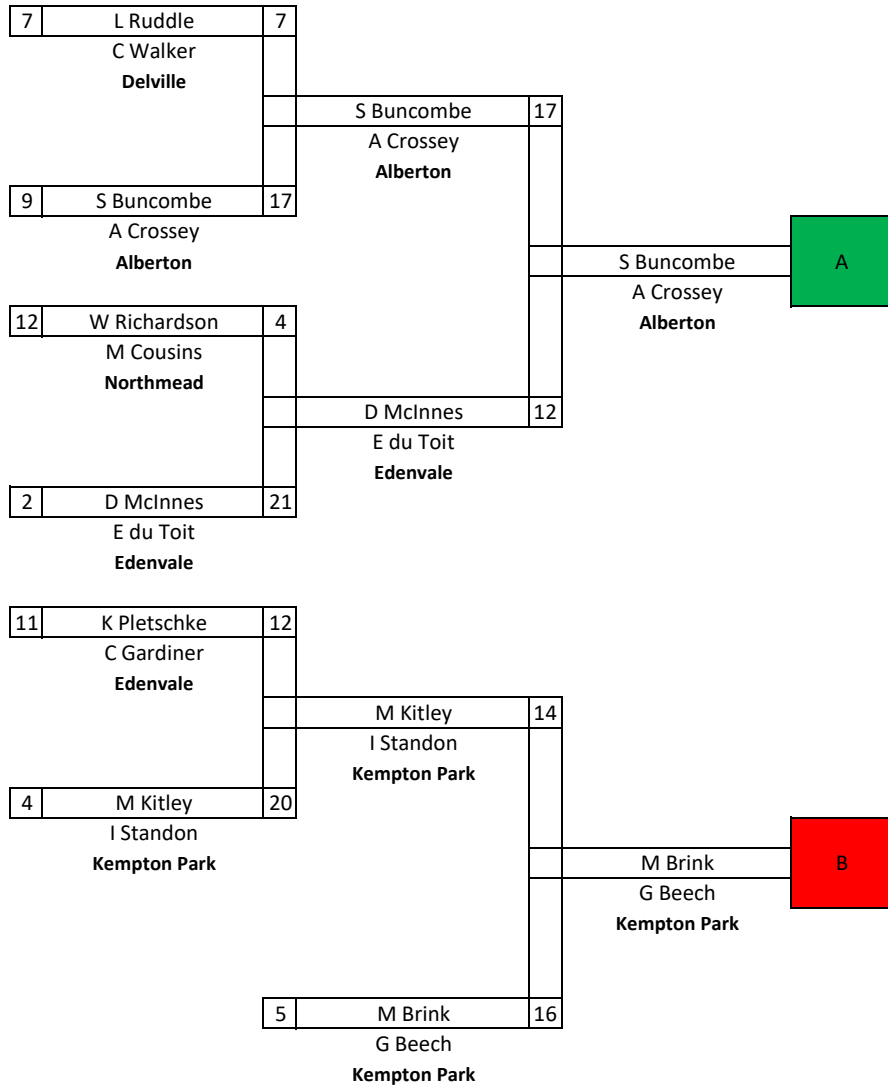 7 L Ruddle 7
C Walker
Delville
S Buncombe 17
A Crossey
Alberton
9 S Buncombe 17
A Crossey
Alberton
S Buncombe A
A Crossey
Alberton
12 W Richardson 4
M Cousins
Northmead
D McInnes 12
E du Toit
Edenvale
2 D McInnes 21
E du Toit
Edenvale
11 K Pletschke 12
C Gardiner
Edenvale
M Kitley 14
I Standon
Kempton Park
4 M Kitley 20
I Standon
Kempton Park
M Brink B
G Beech
Kempton Park
5 M Brink 16
G Beech
Kempton Park